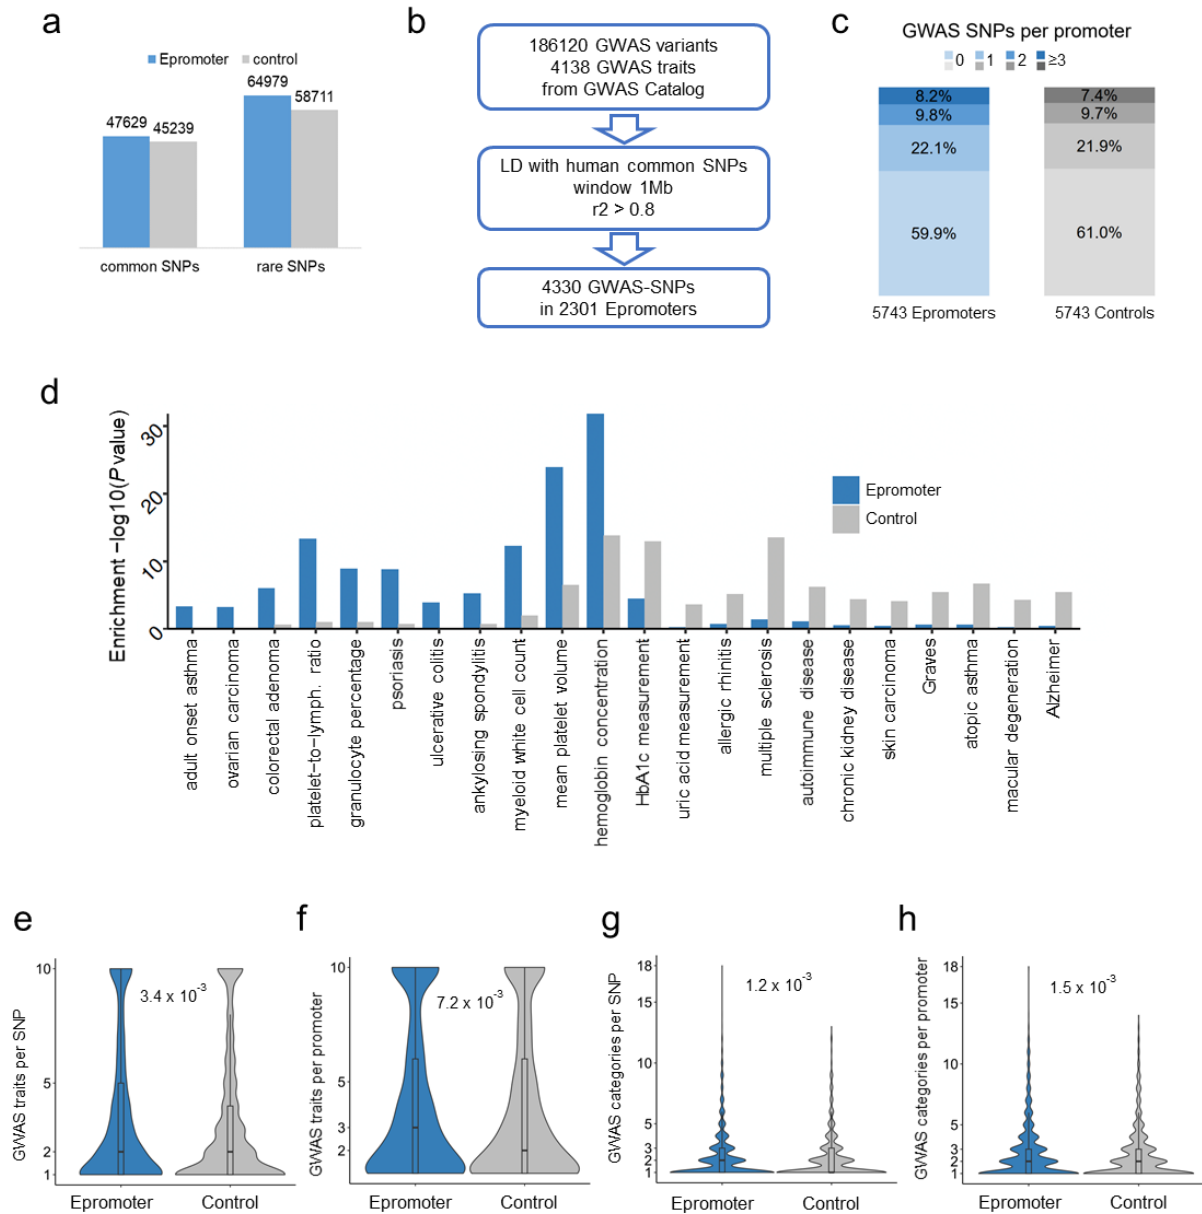 a
Epromoter control
64979
58711
47629
45239
common SNPs rare SNPs
b
186120 GWAS variants
4138 GWAS traits
from GWAS Catalog
LD with human common SNPs
window 1Mb
r2 > 0.8
4330 GWAS-SNPs
in 2301 Epromoters
c
GWAS SNPs per promoter
0 1 2 ≥3
8.2% 7.4%
9.8% 9.7%
22.1% 21.9%
59.9% 61.0%
5743 Epromoters 5743 Controls
d
Enrichment −log10(P value)
30
20
10
0
Epromoter
Control
adult onset asthma
ovarian carcinoma
colorectal adenoma
platelet-to-lymph. ratio
granulocyte percentage
psoriasis
ulcerative colitis
ankylosing spondylitis
myeloid white cell count
mean platelet volume
hemoglobin concentration
HbA1c measurement
uric acid measurement
allergic rhinitis
multiple sclerosis
autoimmune disease
chronic kidney disease
skin carcinoma
Graves
atopic asthma
macular degeneration
Alzheimer
e
GWAS traits per SNP
10
5
2
1
3.4 x 10⁻³
Epromoter Control
f
GWAS traits per promoter
10
5
3
2
7.2 x 10⁻³
Epromoter Control
g
GWAS categories per SNP
18
15
10
5
3
2
1
1.2 x 10⁻³
Epromoter Control
h
GWAS categories per promoter
18
15
10
5
3
2
1
1.5 x 10⁻³
Epromoter Control